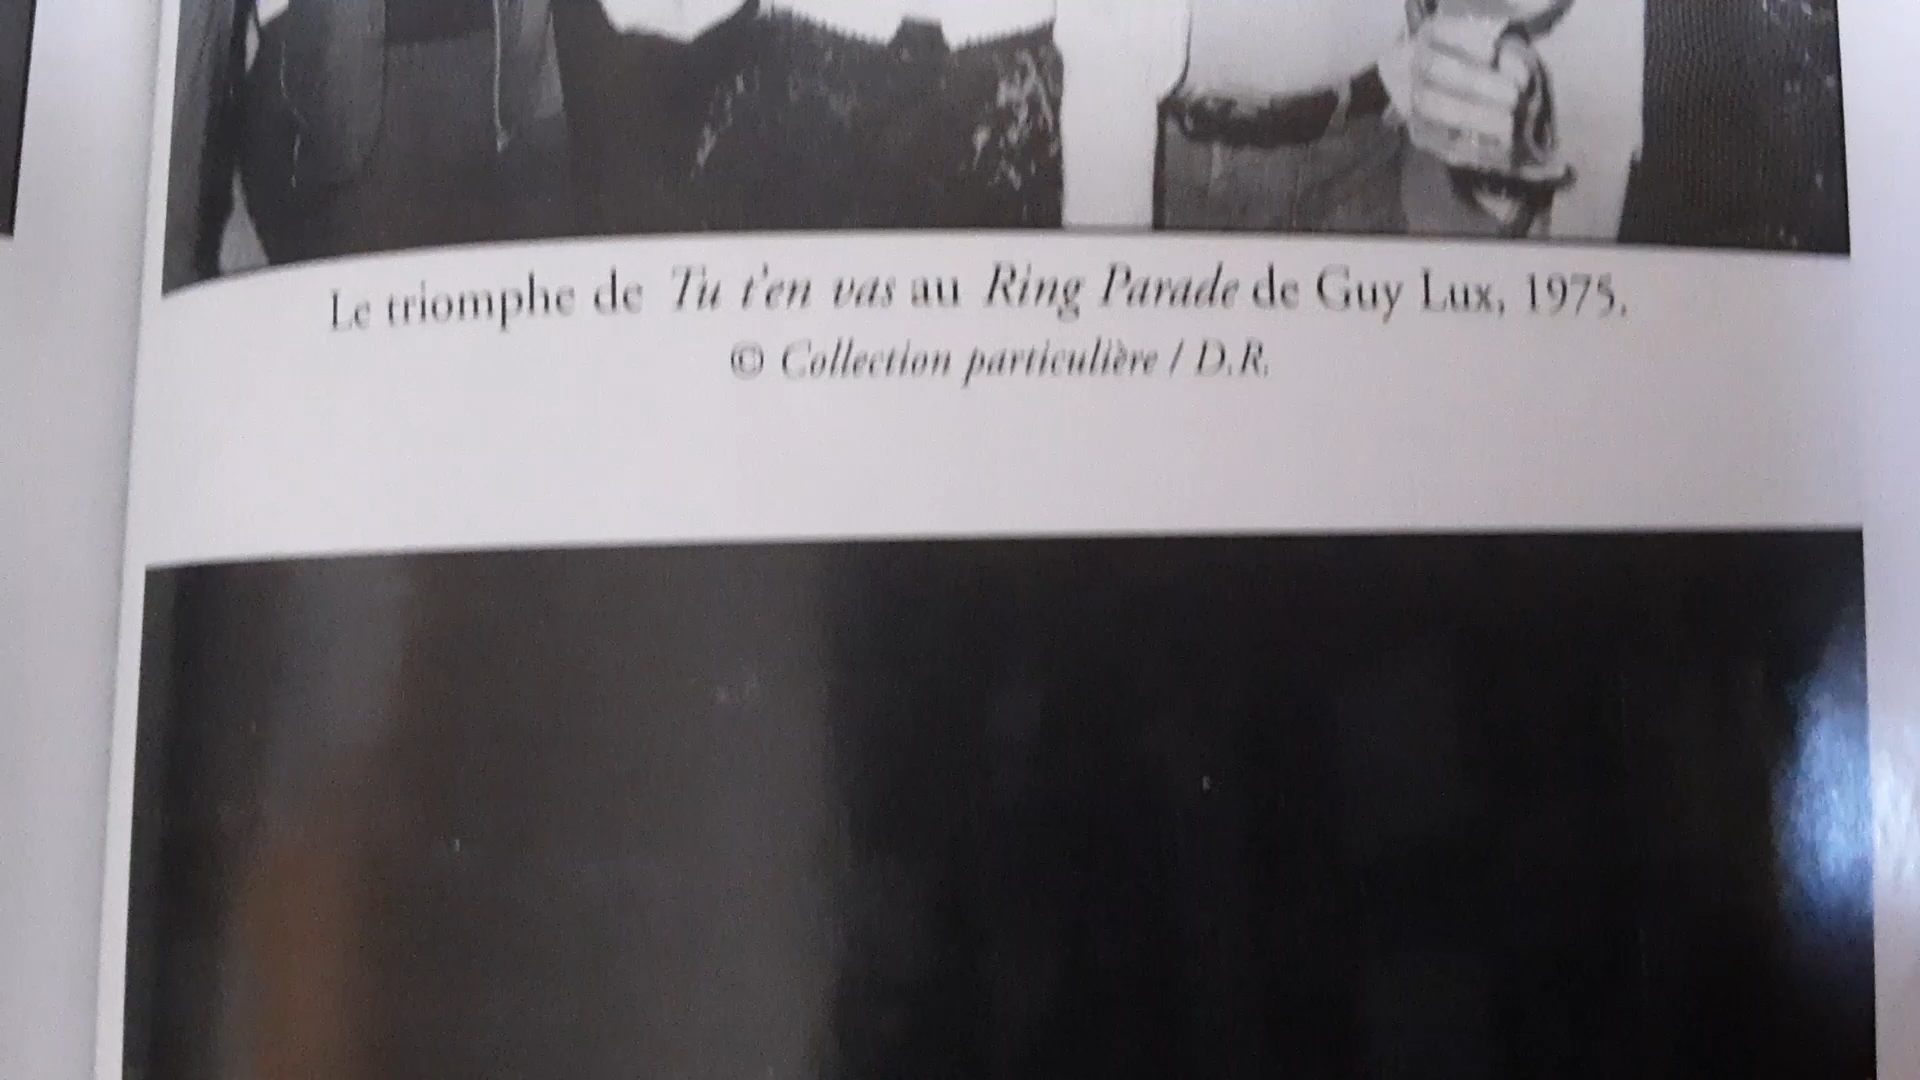 Le triomphe de Tu t'en vas au Ring Parade de Guy Lux, 1975.
© Collection particulière / D.R.